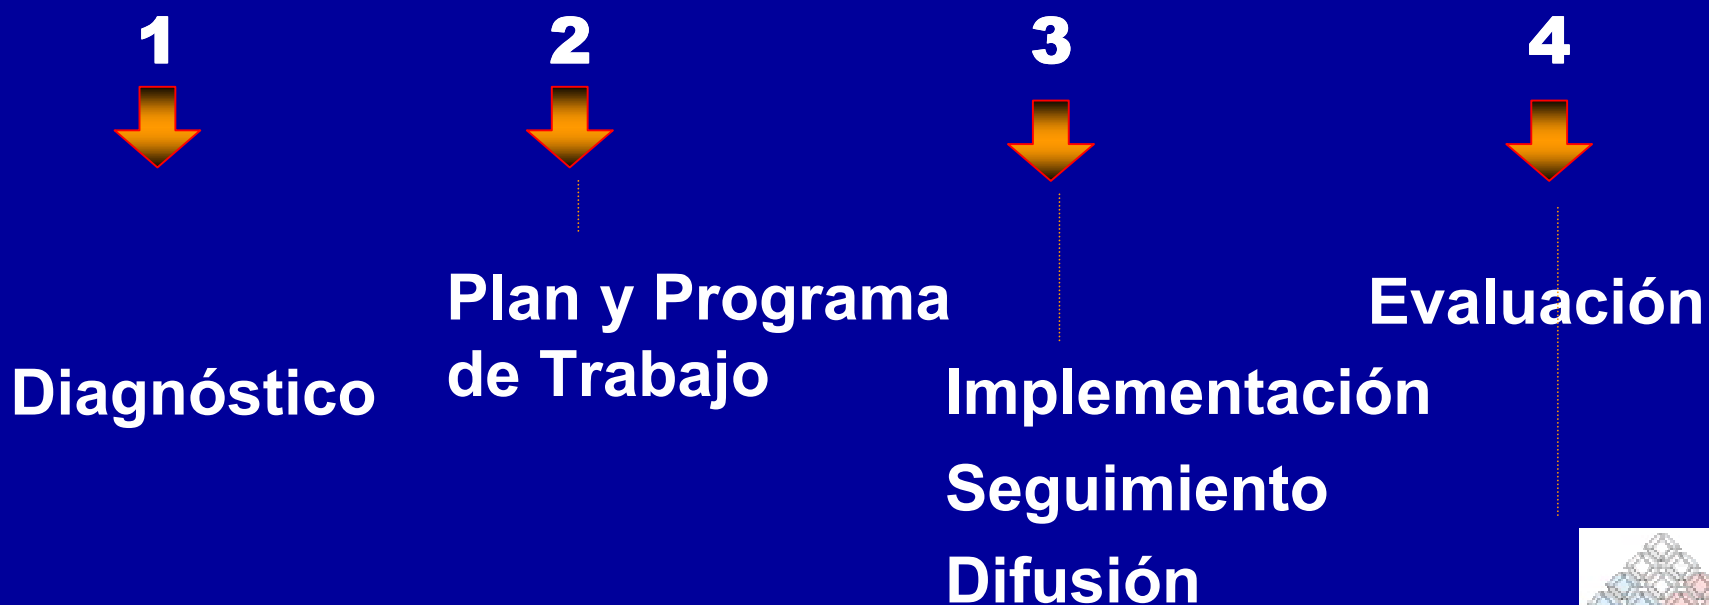 1
2
3
4
Diagnóstico
Plan y Programa
de Trabajo
Implementación
Seguimiento
Difusión
Evaluación